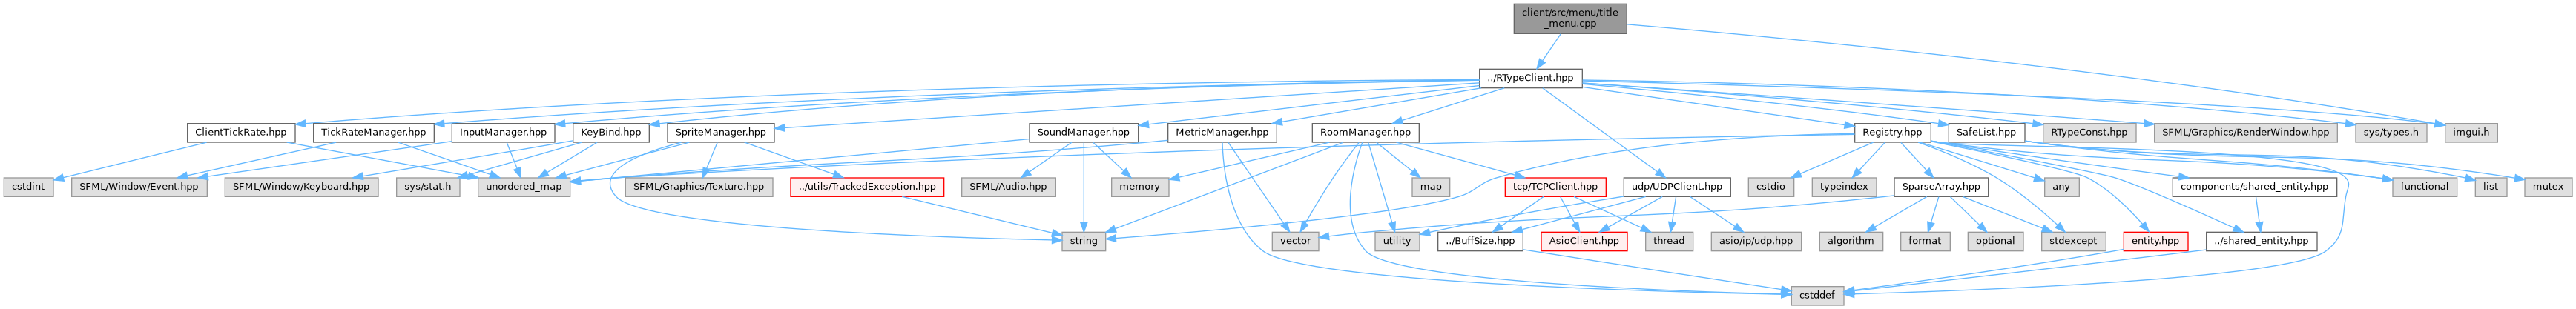 client/src/menu/title
_menu.cpp
../RTypeClient.hpp
ClientTickRate.hpp
TickRateManager.hpp
InputManager.hpp
KeyBind.hpp
SpriteManager.hpp
SoundManager.hpp
MetricManager.hpp
RoomManager.hpp
Registry.hpp
SafeList.hpp
RTypeConst.hpp
SFML/Graphics/RenderWindow.hpp
sys/types.h
imgui.h
cstdint
SFML/Window/Event.hpp
SFML/Window/Keyboard.hpp
sys/stat.h
unordered_map
SFML/Graphics/Texture.hpp
../utils/TrackedException.hpp
SFML/Audio.hpp
memory
map
tcp/TCPClient.hpp
udp/UDPClient.hpp
cstdio
typeindex
SparseArray.hpp
any
components/shared_entity.hpp
functional
list
mutex
string
vector
utility
../BuffSize.hpp
AsioClient.hpp
thread
asio/ip/udp.hpp
algorithm
format
optional
stdexcept
entity.hpp
../shared_entity.hpp
cstddef